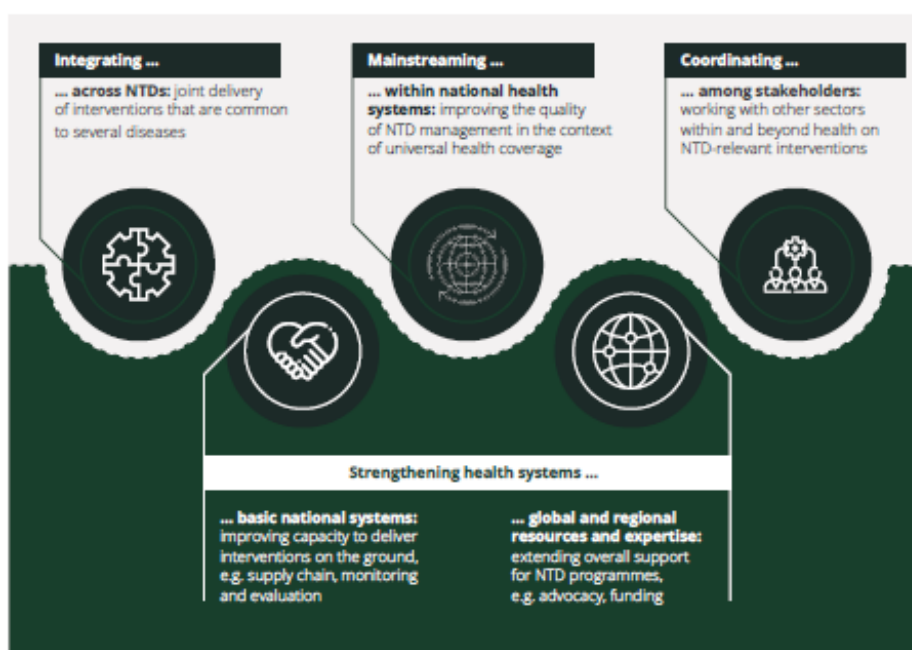 Integrating ...
... across NTDs: joint delivery
of interventions that are common
to several diseases
Mainstreaming ...
... within national health
systems: improving the quality
of NTD management in the context
of universal health coverage
Coordinating ...
... among stakeholders:
working with other sectors
within and beyond health on
NTD-relevant interventions
Strengthening health systems ...
... basic national systems:
improving capacity to deliver
interventions on the ground,
e.g. supply chain, monitoring
and evaluation
... global and regional
resources and expertise:
extending overall support
for NTD programmes,
e.g. advocacy, funding